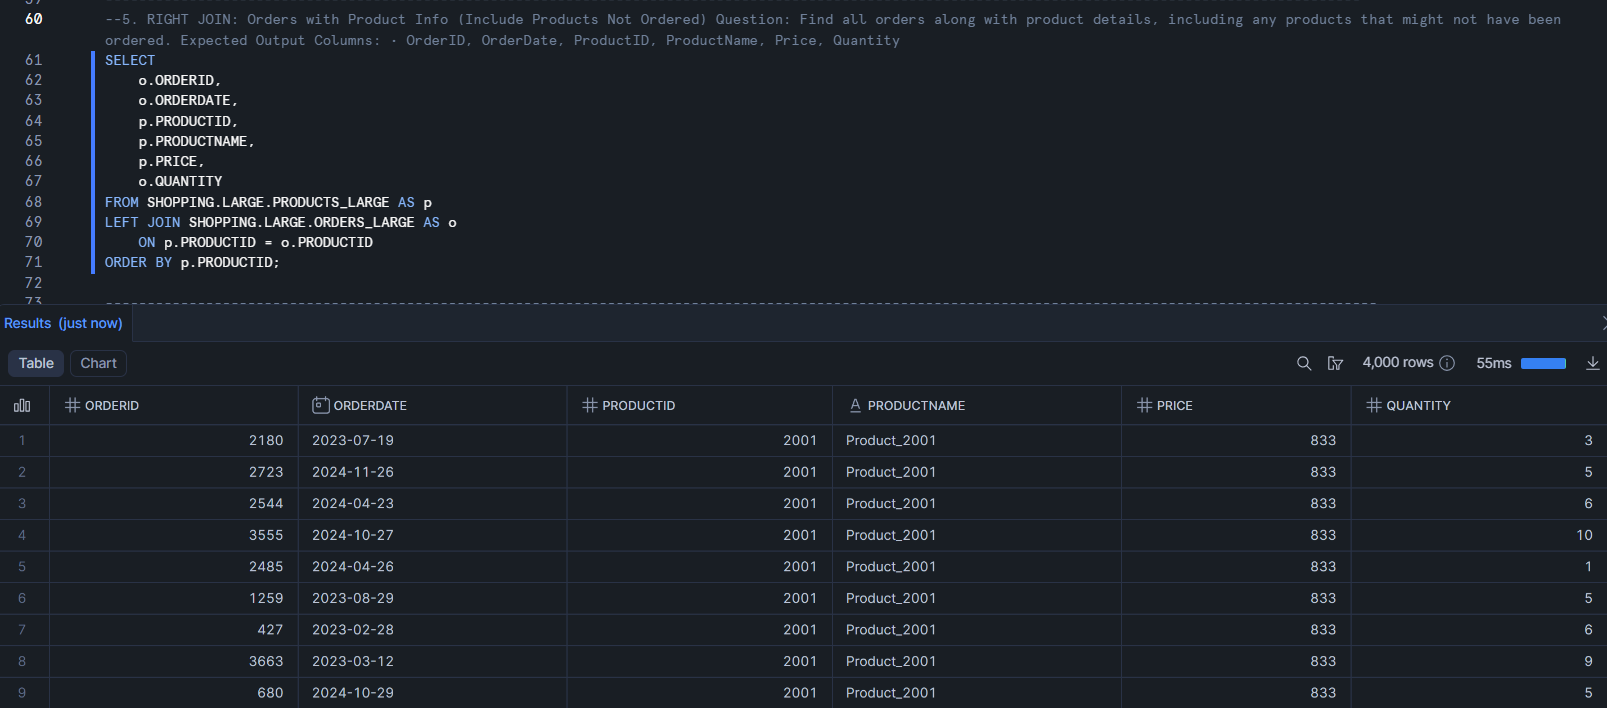 60 --5. RIGHT JOIN: Orders with Product Info (Include Products Not Ordered) Question: Find all orders along with product details, including any products that might not have been
ordered. Expected Output Columns: · OrderID, OrderDate, ProductID, ProductName, Price, Quantity
61 SELECT
62 o.ORDERID,
63 o.ORDERDATE,
64 p.PRODUCTID,
65 p.PRODUCTNAME,
66 p.PRICE,
67 o.QUANTITY
68 FROM SHOPPING.LARGE.PRODUCTS_LARGE AS p
69 LEFT JOIN SHOPPING.LARGE.ORDERS_LARGE AS o
70 ON p.PRODUCTID = o.PRODUCTID
71 ORDER BY p.PRODUCTID;
72
73 ----------------------------------------------------------------
Results (just now)
Table Chart 4,000 rows 55ms
ORDERID ORDERDATE PRODUCTID PRODUCTNAME PRICE QUANTITY
1 2180 2023-07-19 2001 Product_2001 833 3
2 2723 2024-11-26 2001 Product_2001 833 5
3 2544 2024-04-23 2001 Product_2001 833 6
4 3555 2024-10-27 2001 Product_2001 833 10
5 2485 2024-04-26 2001 Product_2001 833 1
6 1259 2023-08-29 2001 Product_2001 833 5
7 427 2023-02-28 2001 Product_2001 833 6
8 3663 2023-03-12 2001 Product_2001 833 9
9 680 2024-10-29 2001 Product_2001 833 5